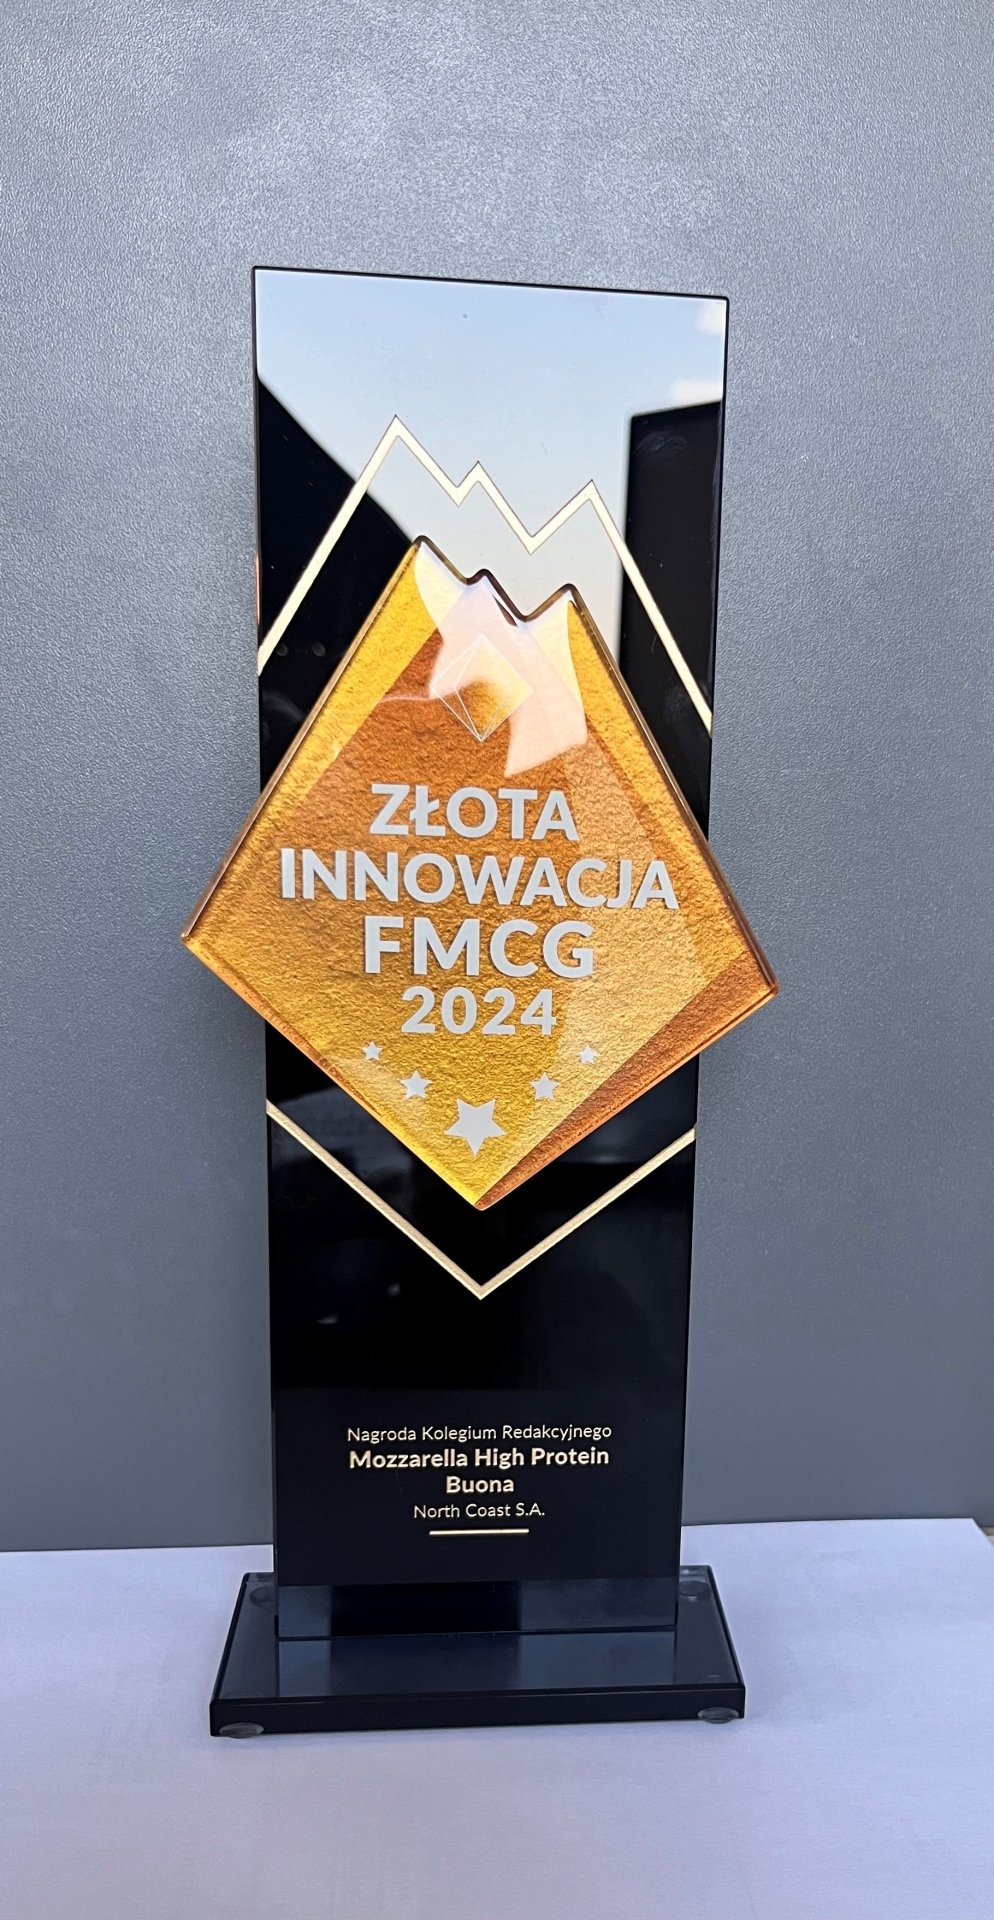 ZŁOTA
INNOWACJA
FMCG
2024
Nagroda Kolegium Redakcyjnego
Mozzarella High Protein
Buona
North Coast S.A.